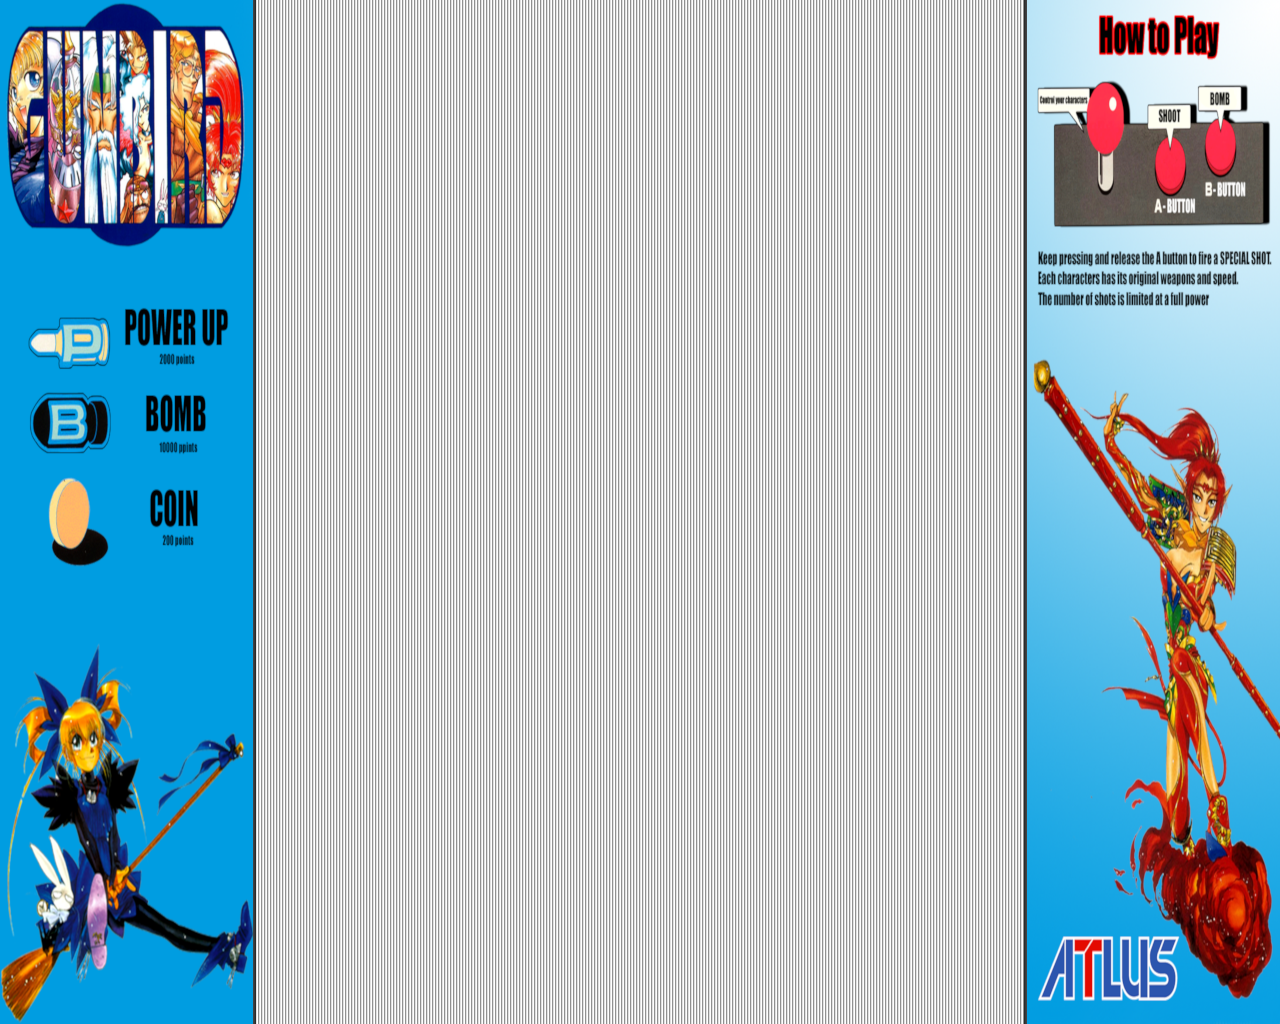 GUNBIRD
POWER UP
2000 points
BOMB
10000 ppints
COIN
200 points
How to Play
Control your characters
SHOOT
BOMB
A-BUTTON
B-BUTTON
Keep pressing and release the A button to fire a SPECIAL SHOT.
Each characters has its original weapons and speed.
The number of shots is limited at a full power
ATLUS